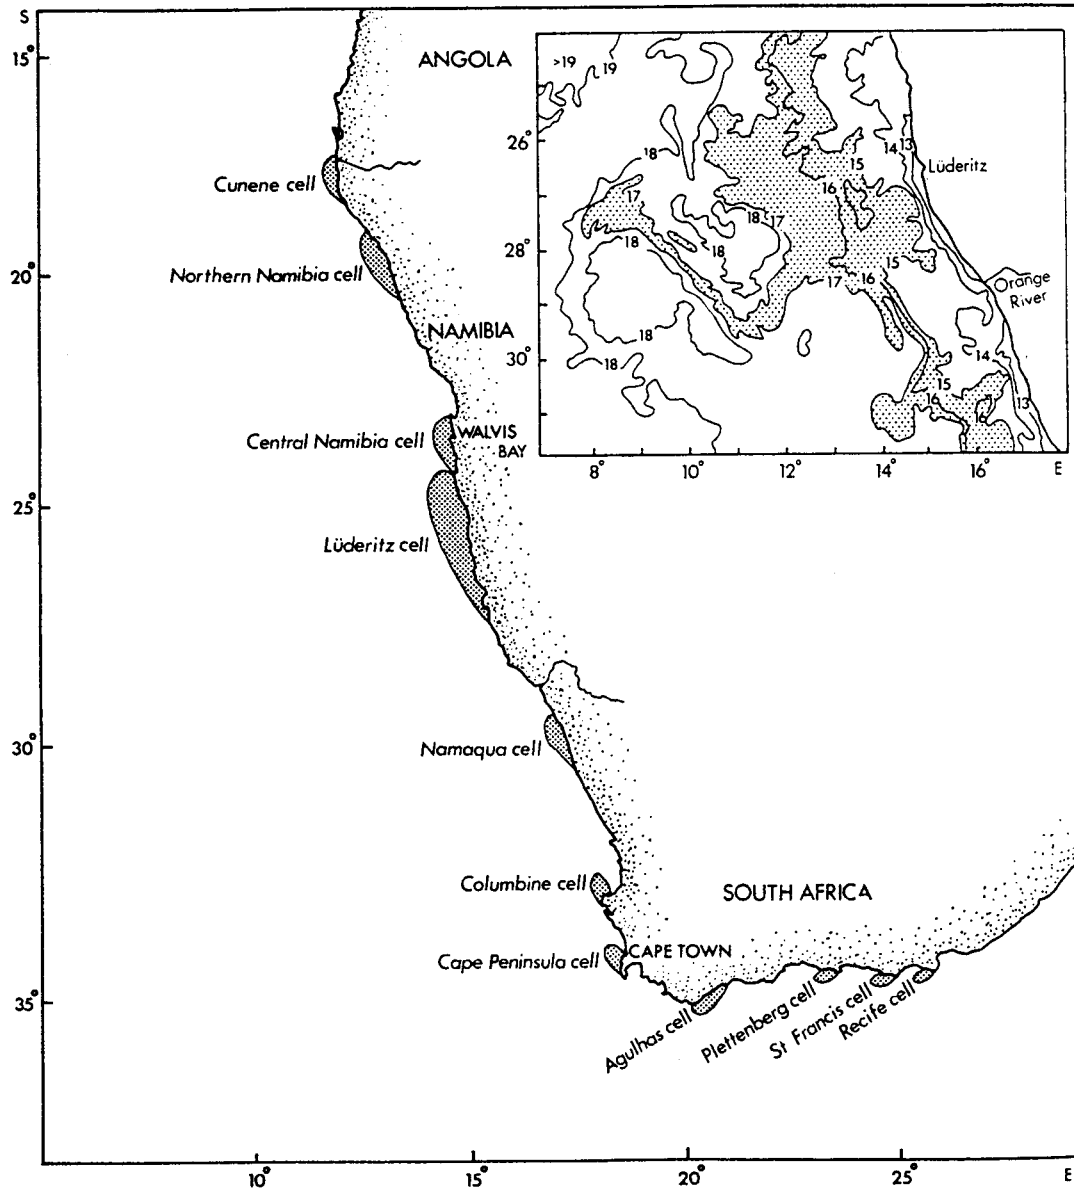 S
15°
20°
25°
30°
35°
10°
15°
20°
25°
E
ANGOLA
Cunene cell
Northern Namibia cell
NAMIBIA
Central Namibia cell
WALVIS
BAY
Lüderitz cell
Namaqua cell
Columbine cell
SOUTH AFRICA
Cape Peninsula cell
CAPE TOWN
Agulhas cell
Plettenberg cell
St Francis cell
Recife cell
26°
28°
30°
8°
10°
12°
14°
16°
E
>19
19
18
14
13
15
Lüderitz
17
16
18
17
18
18
15
17
16
Orange
River
18
18
14
15
16
16
13